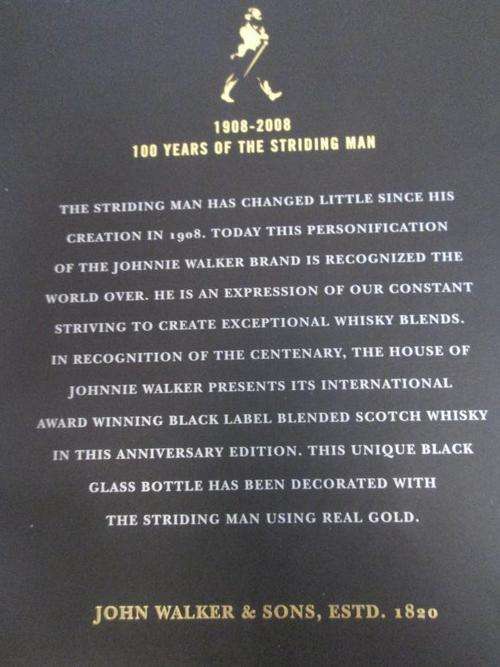 1908-2008
100 YEARS OF THE STRIDING MAN
THE STRIDING MAN HAS CHANGED LITTLE SINCE HIS
CREATION IN 1908. TODAY THIS PERSONIFICATION
OF THE JOHNNIE WALKER BRAND IS RECOGNIZED THE
WORLD OVER. HE IS AN EXPRESSION OF OUR CONSTANT
STRIVING TO CREATE EXCEPTIONAL WHISKY BLENDS.
IN RECOGNITION OF THE CENTENARY, THE HOUSE OF
JOHNNIE WALKER PRESENTS ITS INTERNATIONAL
AWARD WINNING BLACK LABEL BLENDED SCOTCH WHISKY
IN THIS ANNIVERSARY EDITION. THIS UNIQUE BLACK
GLASS BOTTLE HAS BEEN DECORATED WITH
THE STRIDING MAN USING REAL GOLD.
JOHN WALKER & SONS, ESTD. 1820